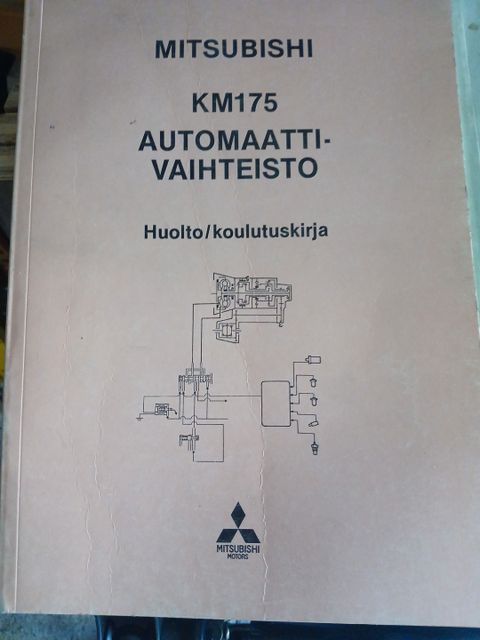 MITSUBISHI
KM175
AUTOMAATTI-
VAIHTEISTO
Huolto/koulutuskirja
MITSUBISHI
MOTORS